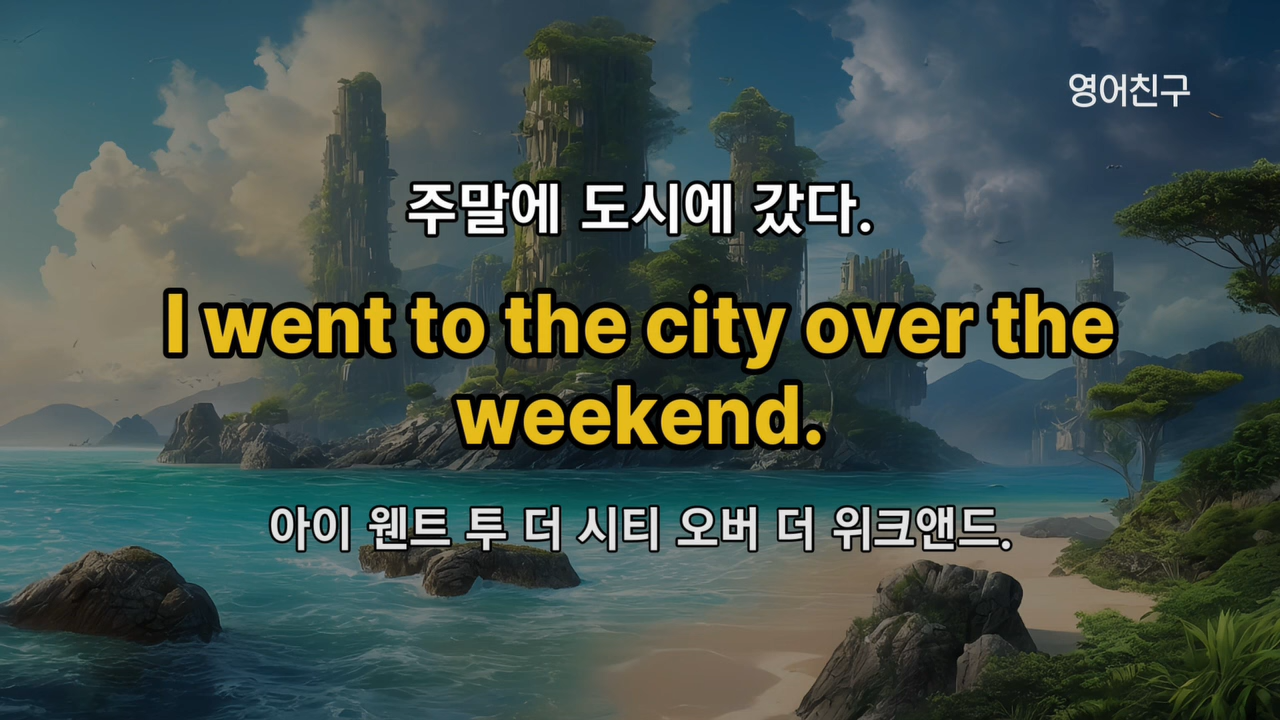 영어친구
주말에 도시에 갔다.
I went to the city over the
weekend.
아이 웬트 투 더 시티 오버 더 위크앤드.